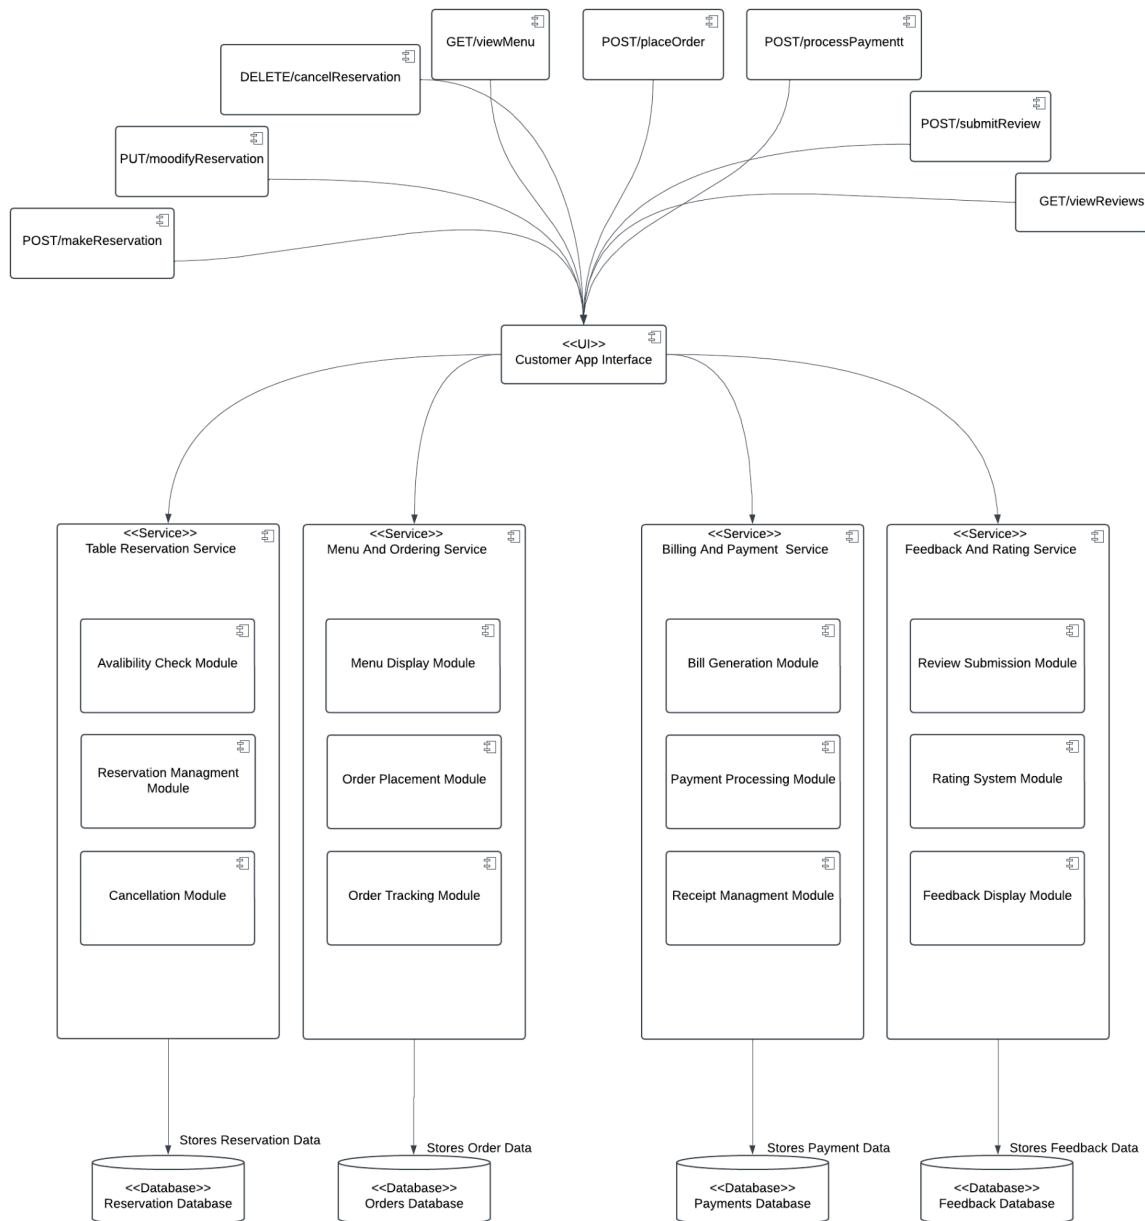 GET/viewMenu
POST/placeOrder
POST/processPaymentt
DELETE/cancelReservation
POST/submitReview
PUT/moodifyReservation
GET/viewReviews
POST/makeReservation
<<UI>>
Customer App Interface
<<Service>>
Table Reservation Service
Avalibility Check Module
Reservation Managment
Module
Cancellation Module
<<Service>>
Menu And Ordering Service
Menu Display Module
Order Placement Module
Order Tracking Module
<<Service>>
Billing And Payment Service
Bill Generation Module
Payment Processing Module
Receipt Managment Module
<<Service>>
Feedback And Rating Service
Review Submission Module
Rating System Module
Feedback Display Module
Stores Reservation Data
Stores Order Data
Stores Payment Data
Stores Feedback Data
<<Database>>
Reservation Database
<<Database>>
Orders Database
<<Database>>
Payments Database
<<Database>>
Feedback Database